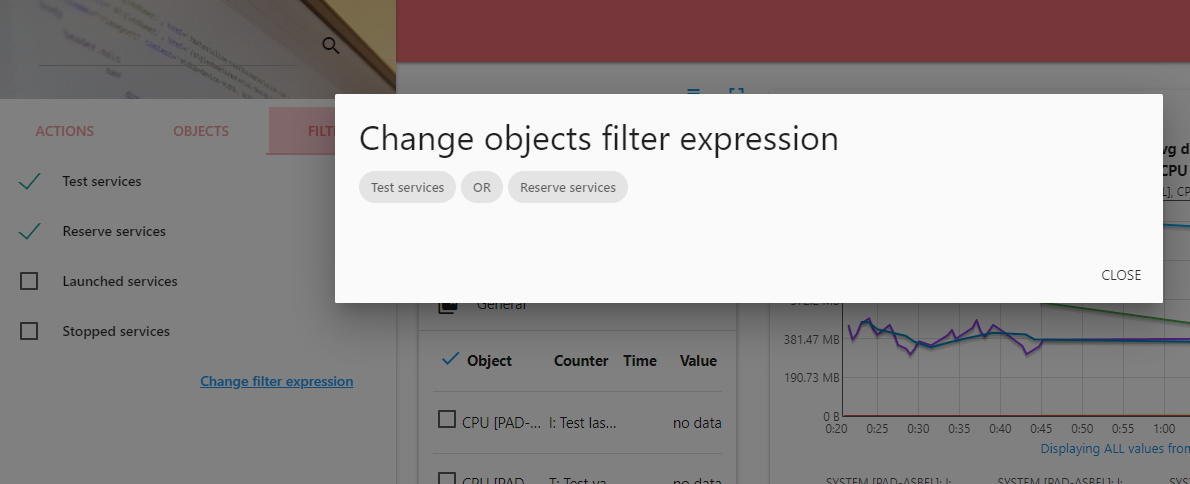 ACTIONS
OBJECTS
Test services
Reserve services
Launched services
Stopped services
Change filter expression
Change objects filter expression
Test services
OR
Reserve services
CLOSE
General
Object Counter Time Value
CPU [PAD-... I: Test las... no data
CPU [PAD-... T: Test va... no data
CPU
381.47 MB
190.73 MB
0 B
0:20 0:25 0:30 0:35 0:40 0:45 0:50 0:55 1:00
Displaying ALL values from
SYSTEM [PAD-ASBEL]: I: SYSTEM [PAD-ASBEL]: I: